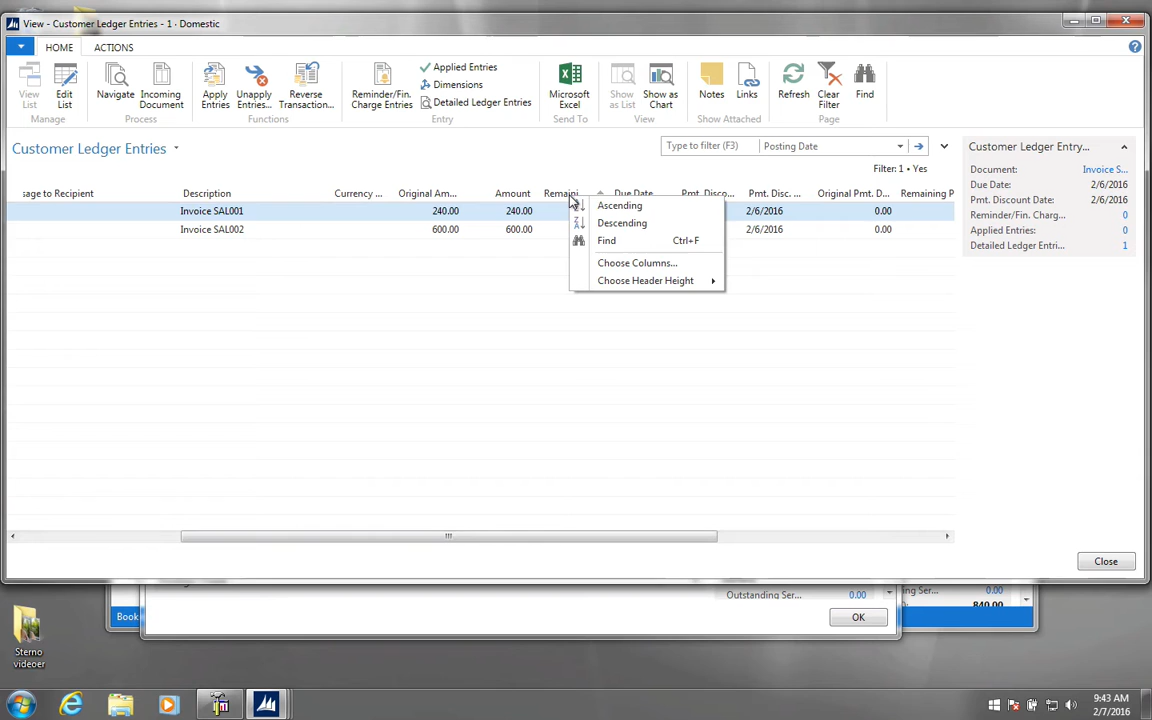 View - Customer Ledger Entries - 1 · Domestic
HOME ACTIONS
View List
Edit List
Manage
Navigate
Incoming Document
Process
Apply Entries
Unapply Entries...
Reverse Transaction...
Functions
Reminder/Fin. Charge Entries
Applied Entries
Dimensions
Detailed Ledger Entries
Entry
Microsoft Excel
Send To
Show as List
Show as Chart
View
Notes
Links
Show Attached
Refresh
Clear Filter
Find
Page
Customer Ledger Entries
Type to filter (F3) Posting Date
Filter: 1 • Yes
sage to Recipient Description Currency ... Original Am... Amount Remaini... Due Date Pmt. Disco... Pmt. Disc. ... Original Pmt. D... Remaining P
Invoice SAL001 240.00 240.00 2/6/2016 0.00
Invoice SAL002 600.00 600.00 2/6/2016 0.00
Ascending
Descending
Find Ctrl+F
Choose Columns...
Choose Header Height
Customer Ledger Entry...
Document: Invoice S...
Due Date: 2/6/2016
Pmt. Discount Date: 2/6/2016
Reminder/Fin. Charg... 0
Applied Entries: 0
Detailed Ledger Entri... 1
Close
Outstanding Ser... 0.00
0.00
840.00
Book
OK
Sterno videoer
9:43 AM
2/7/2016